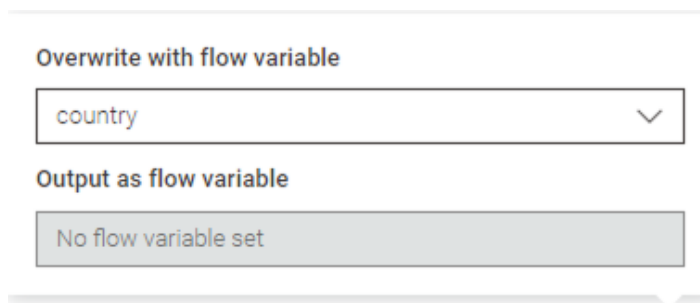 Overwrite with flow variable
country
Output as flow variable
No flow variable set